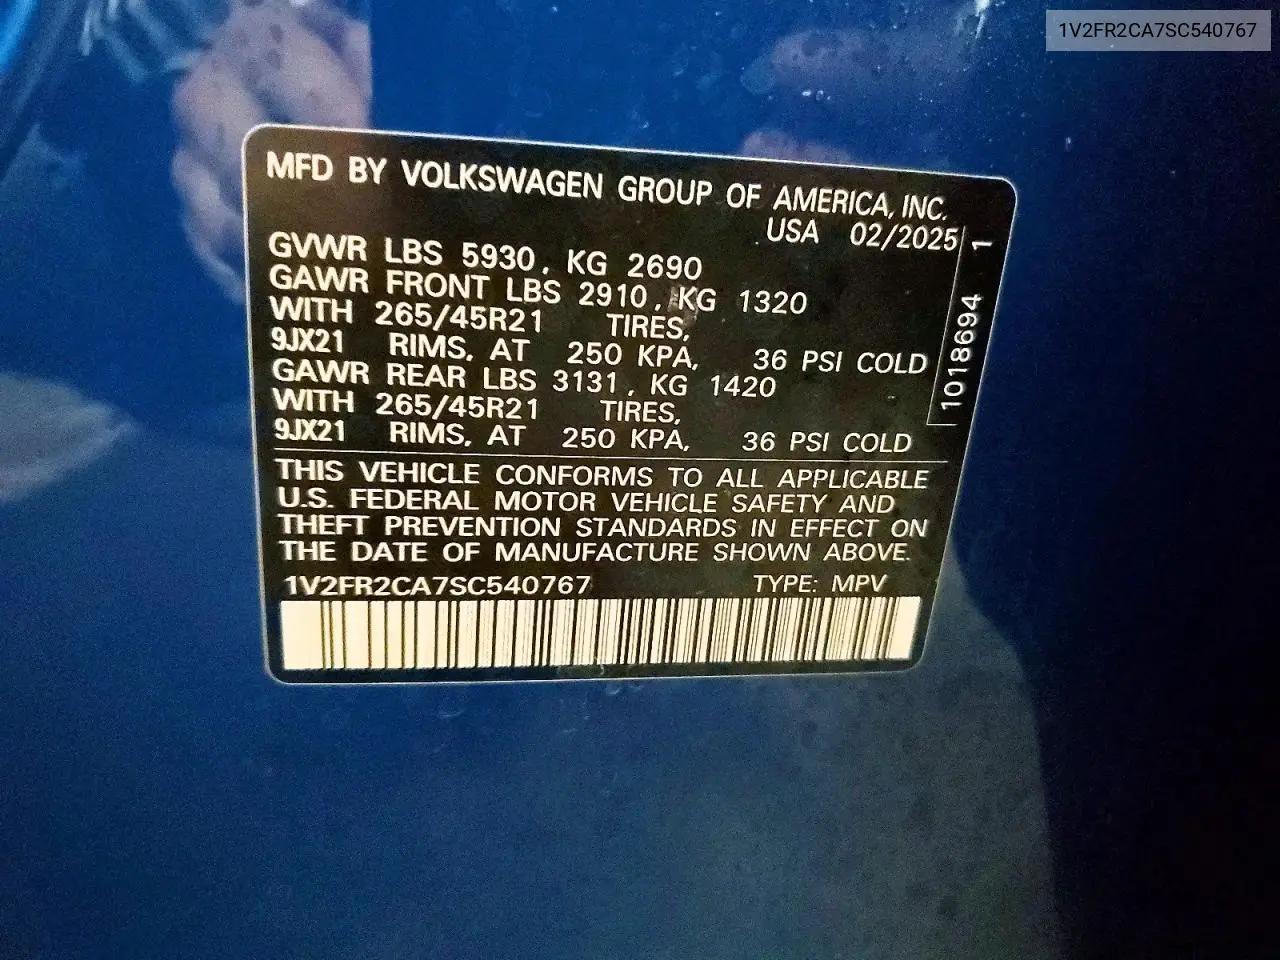 1V2FR2CA7SC540767
MFD BY VOLKSWAGEN GROUP OF AMERICA, INC.
USA 02/2025
GVWR LBS 5930, KG 2690
GAWR FRONT LBS 2910, KG 1320
WITH 265/45R21 TIRES,
9JX21 RIMS, AT 250 KPA, 36 PSI COLD
GAWR REAR LBS 3131, KG 1420
WITH 265/45R21 TIRES,
9JX21 RIMS, AT 250 KPA, 36 PSI COLD
1018694 1
THIS VEHICLE CONFORMS TO ALL APPLICABLE
U.S. FEDERAL MOTOR VEHICLE SAFETY AND
THEFT PREVENTION STANDARDS IN EFFECT ON
THE DATE OF MANUFACTURE SHOWN ABOVE.
1V2FR2CA7SC540767 TYPE: MPV